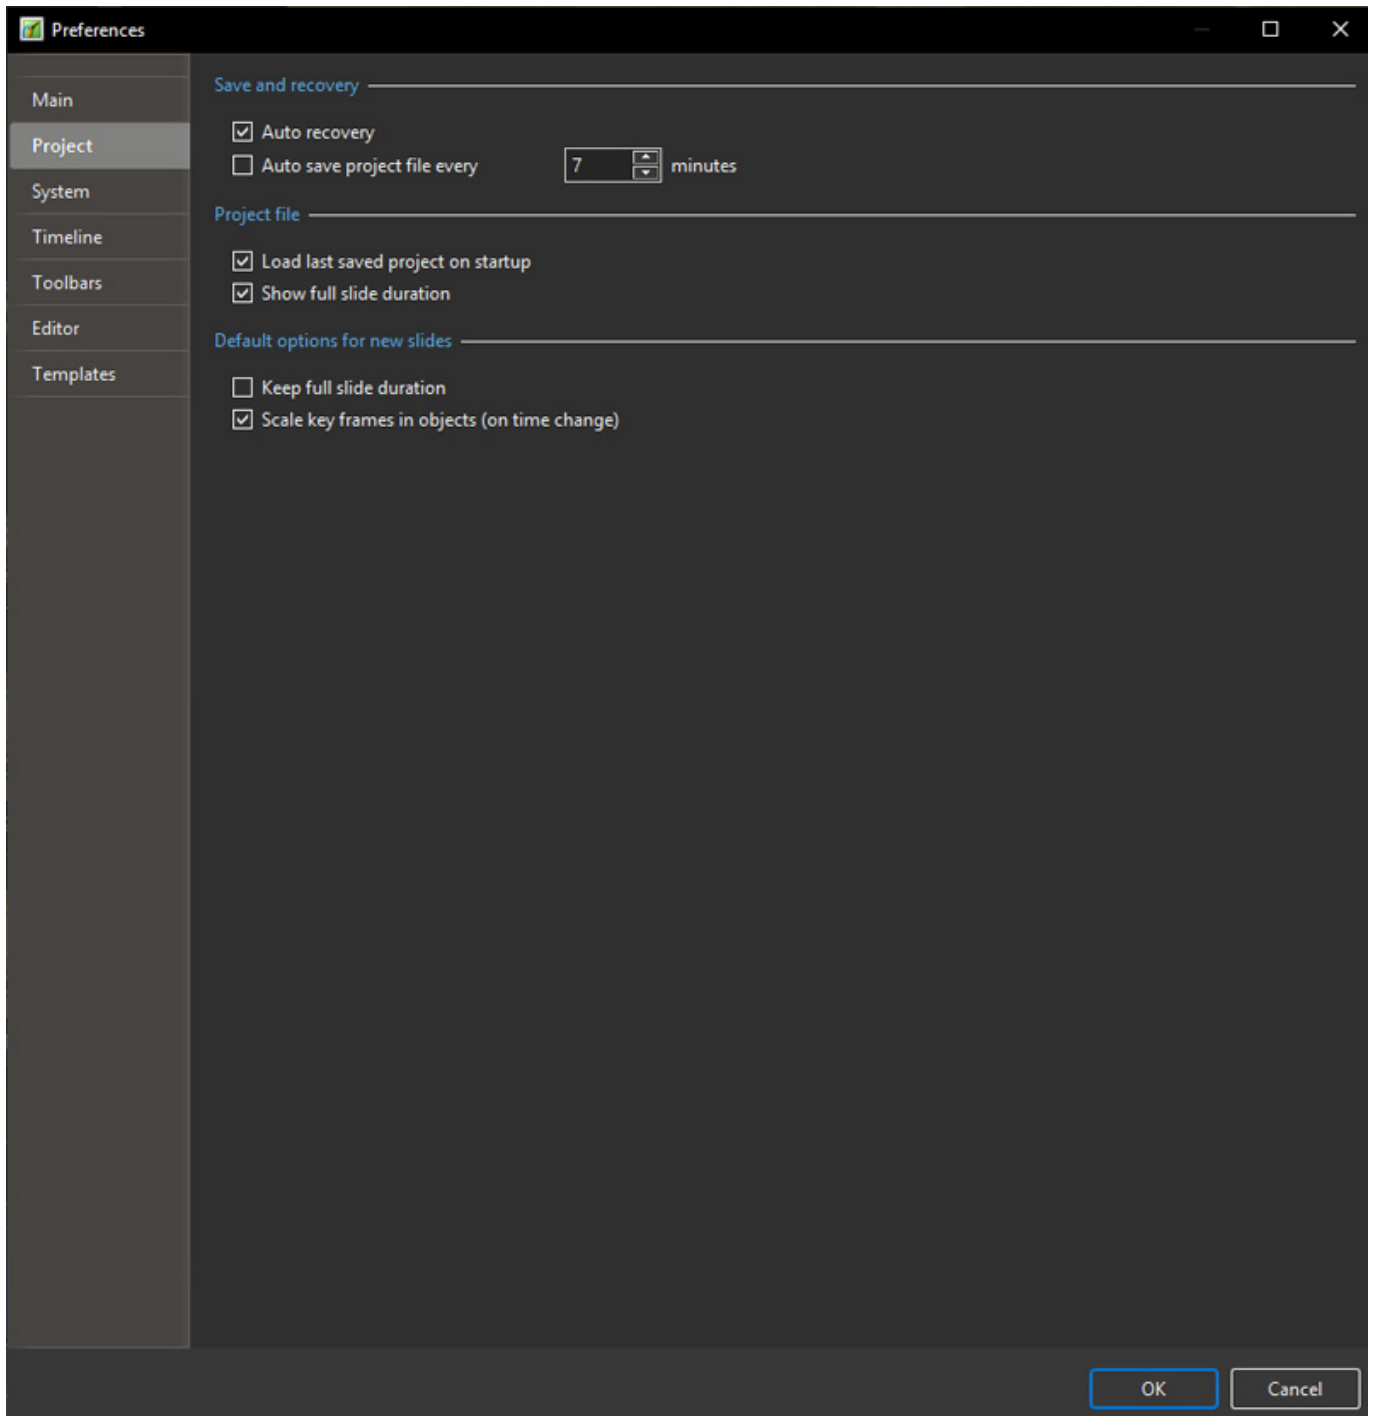 Preferences
Main
Project
System
Timeline
Toolbars
Editor
Templates
Save and recovery
Auto recovery
Auto save project file every 7 minutes
Project file
Load last saved project on startup
Show full slide duration
Default options for new slides
Keep full slide duration
Scale key frames in objects (on time change)
OK Cancel